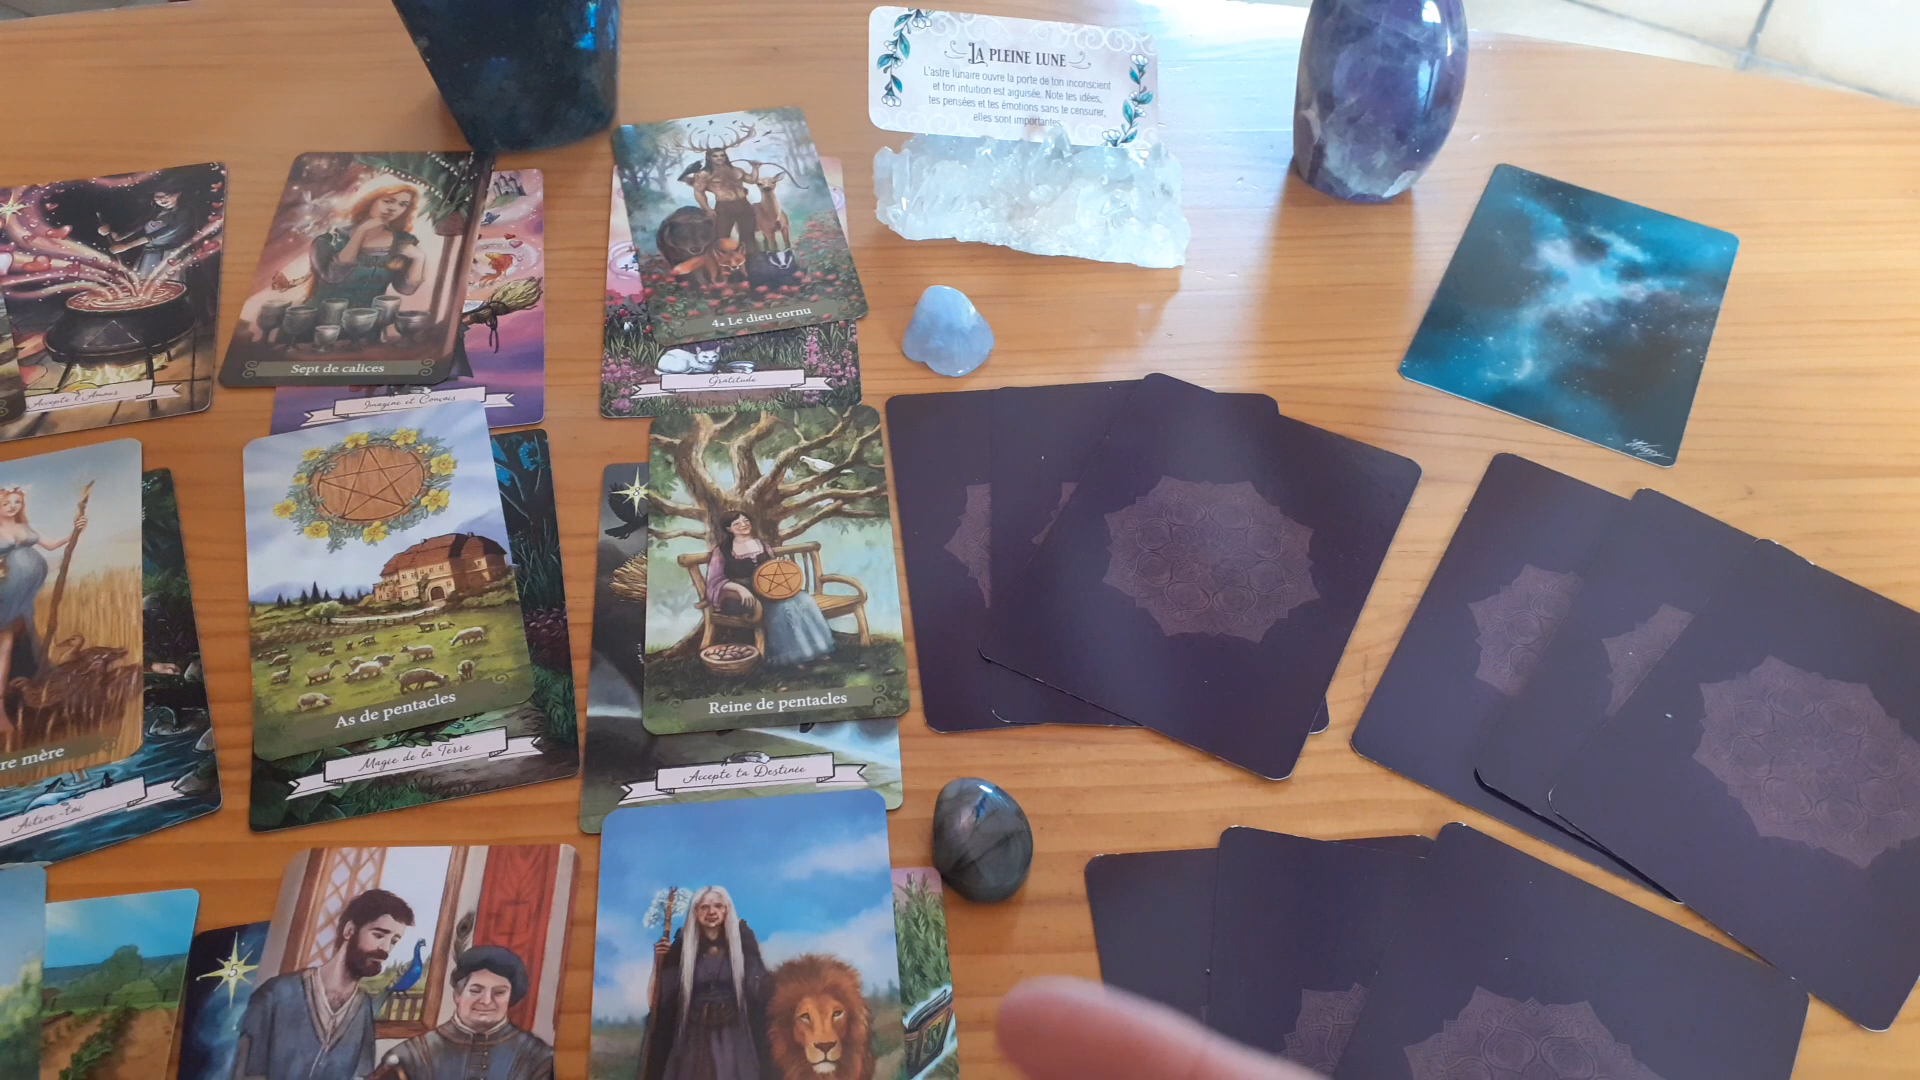 LA PLEINE LUNE
L'astre lunaire ouvre la porte de ton inconscient
et ton intuition est aiguisée. Note tes idées,
tes pensées et tes émotions sans te censurer,
elles sont importantes.
Accepte l'Amour
Sept de calices
Imagine et Conçois
4. Le dieu cornu
Gratitude
re mère
Active-toi
As de pentacles
Magie de la Terre
8
Reine de pentacles
Accepte ta Destinée
5